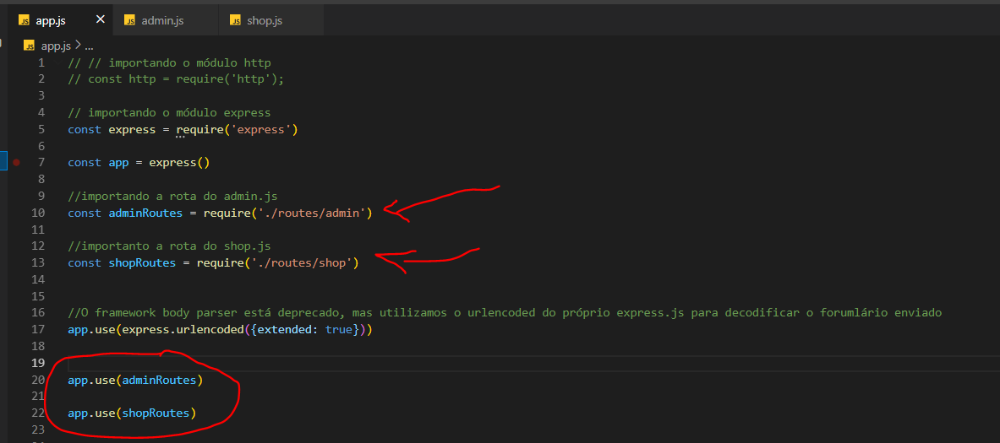 JS app.js × JS admin.js JS shop.js
JS app.js > ...
1 // // importando o módulo http
2 // const http = require('http');
3
4 // importando o módulo express
5 const express = require('express')
6
7 const app = express()
8
9 //importando a rota do admin.js
10 const adminRoutes = require('./routes/admin')
11
12 //importanto a rota do shop.js
13 const shopRoutes = require('./routes/shop')
14
15
16 //O framework body parser está deprecado, mas utilizamos o urlencoded do próprio express.js para decodificar o forumlário enviado
17 app.use(express.urlencoded({extended: true}))
18
19
20 app.use(adminRoutes)
21
22 app.use(shopRoutes)
23